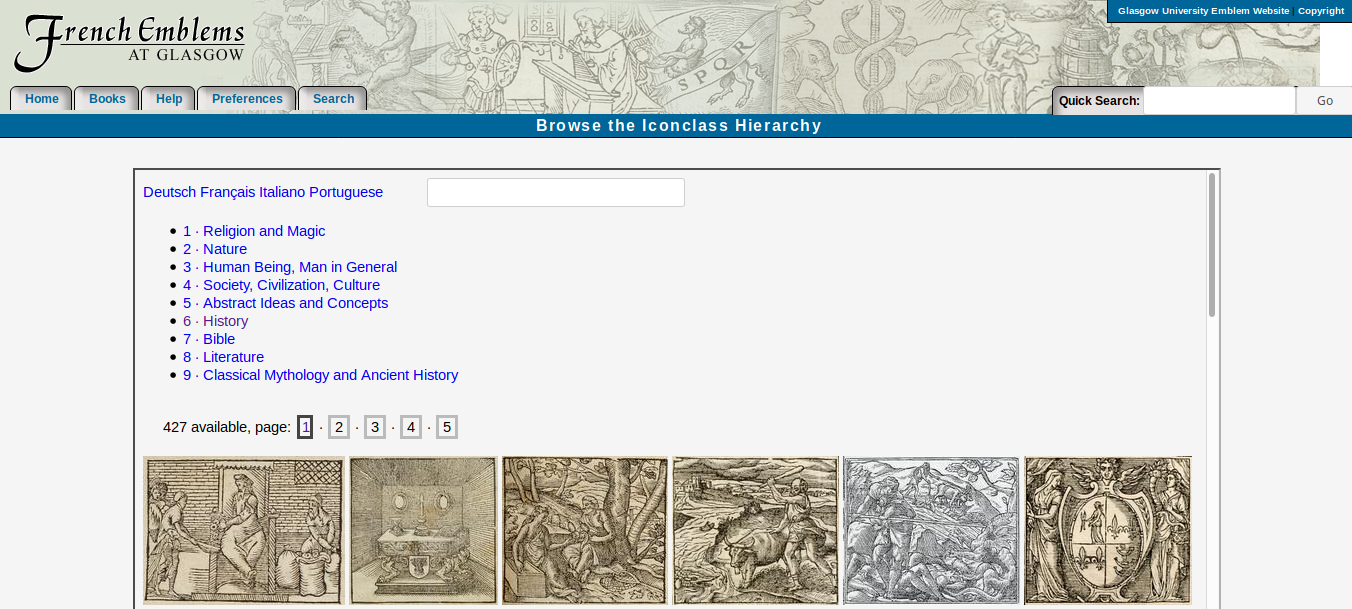 Glasgow University Emblem Website | Copyright
French Emblems
AT GLASGOW
SPQR
Home Books Help Preferences Search
Quick Search: Go
Browse the Iconclass Hierarchy
Deutsch Français Italiano Portuguese
1 · Religion and Magic
2 · Nature
3 · Human Being, Man in General
4 · Society, Civilization, Culture
5 · Abstract Ideas and Concepts
6 · History
7 · Bible
8 · Literature
9 · Classical Mythology and Ancient History
427 available, page: 1 · 2 · 3 · 4 · 5